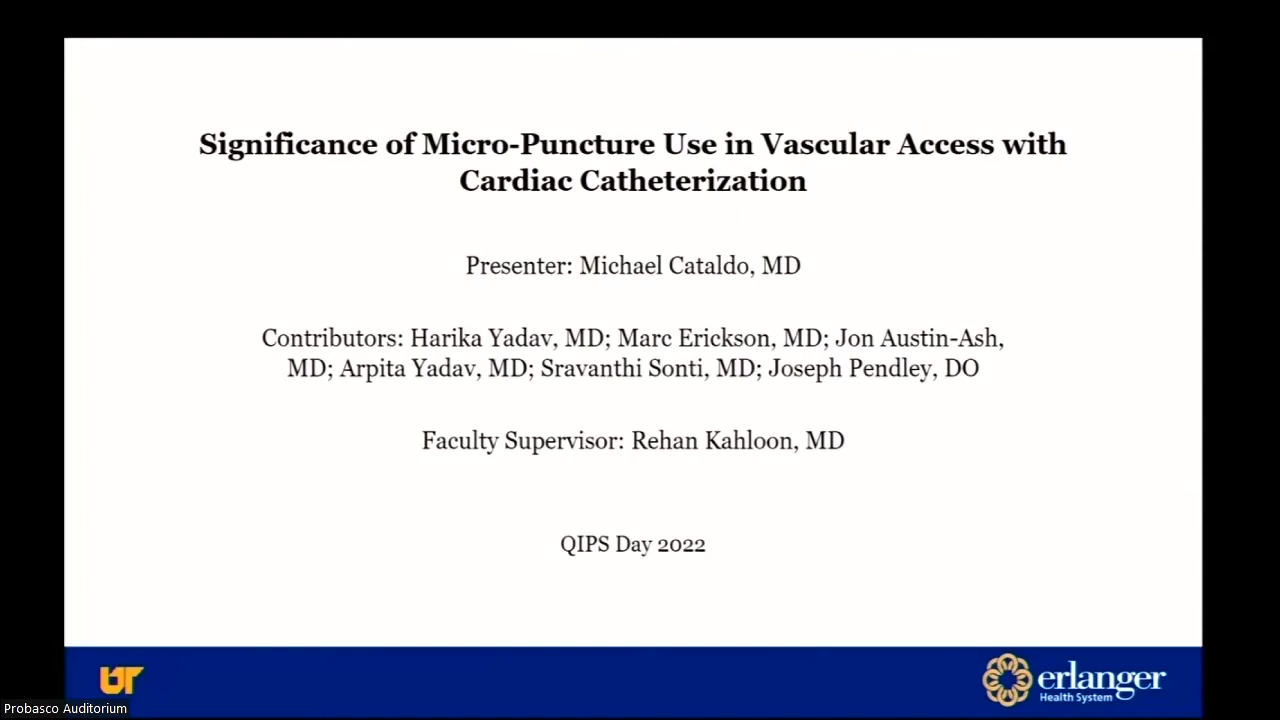 Significance of Micro-Puncture Use in Vascular Access with
Cardiac Catheterization
Presenter: Michael Cataldo, MD
Contributors: Harika Yadav, MD; Marc Erickson, MD; Jon Austin-Ash,
MD; Arpita Yadav, MD; Sravanthi Sonti, MD; Joseph Pendley, DO
Faculty Supervisor: Rehan Kahloon, MD
QIPS Day 2022
UT
erlanger
Health System
Probasco Auditorium